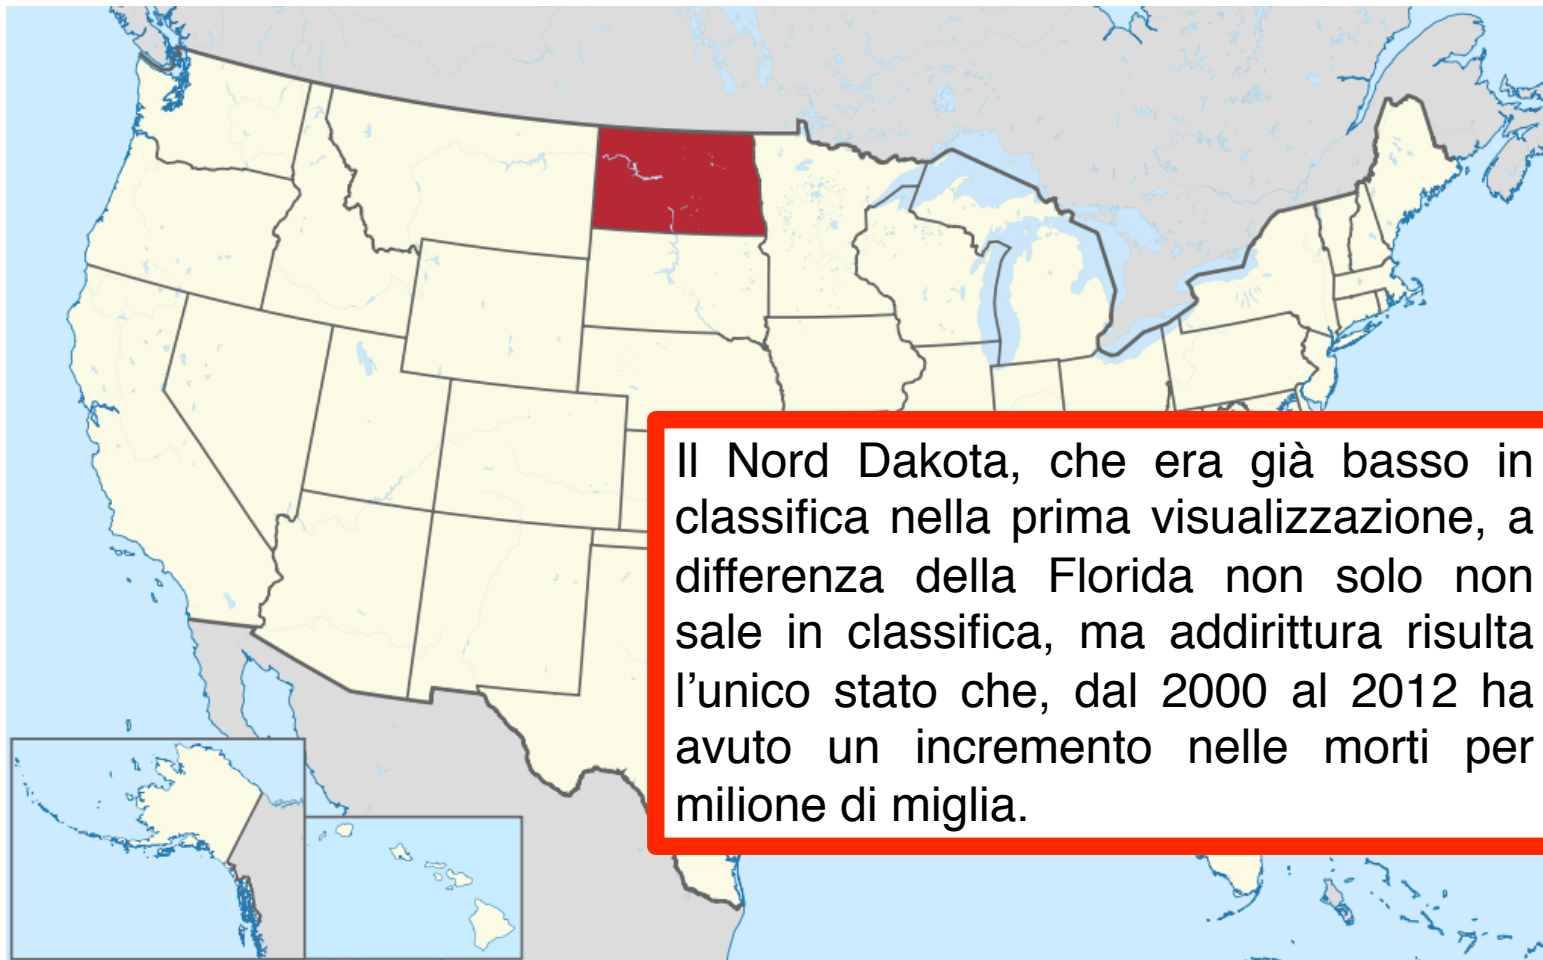 Il Nord Dakota, che era già basso in
classifica nella prima visualizzazione, a
differenza della Florida non solo non
sale in classifica, ma addirittura risulta
l’unico stato che, dal 2000 al 2012 ha
avuto un incremento nelle morti per
milione di miglia.